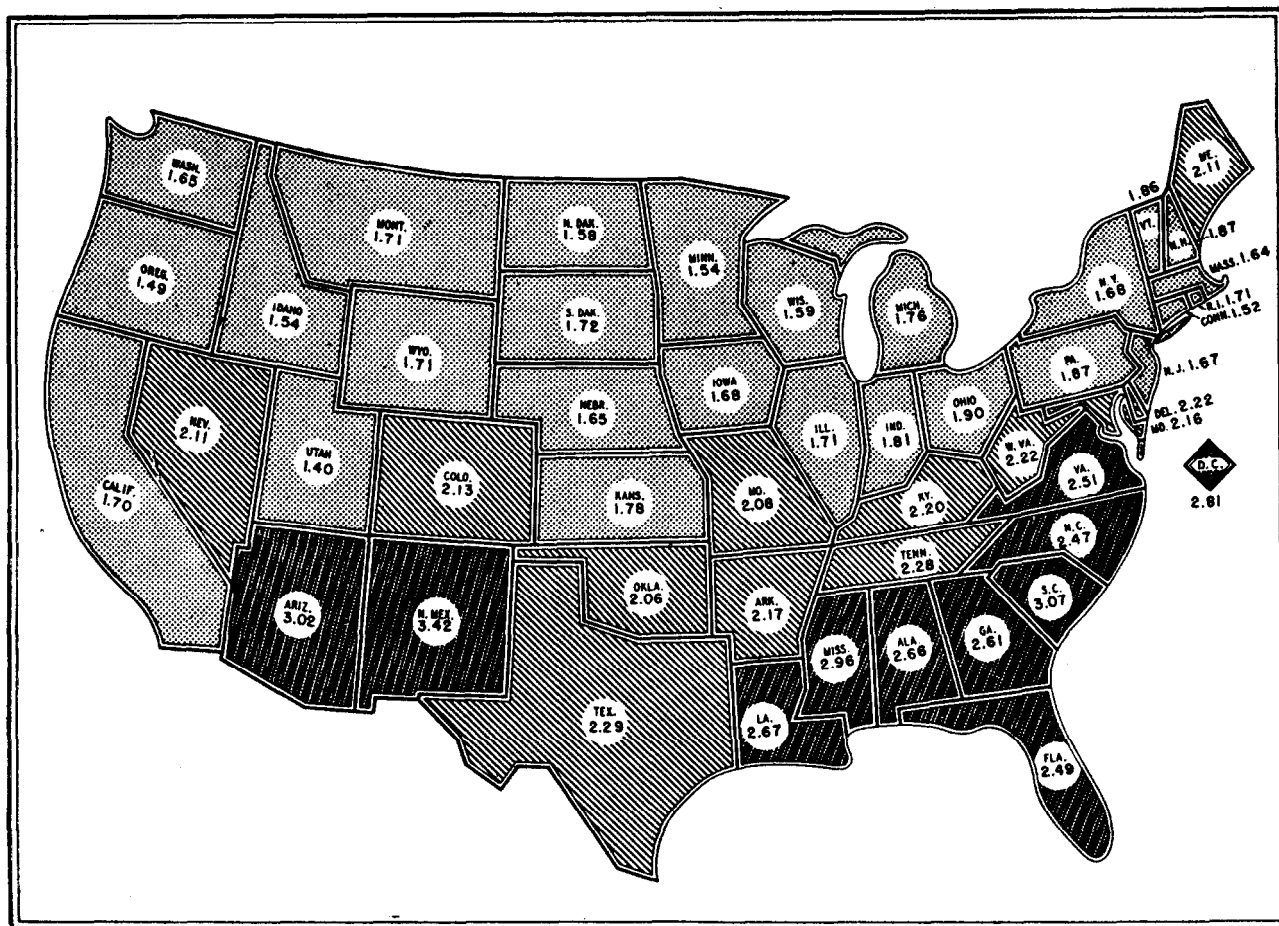 WASH.
1.65
MONT.
1.71
N. DAK.
1.58
MINN.
1.54
ME.
2.11
1.86
VT.
N.H.
1.87
OREG.
1.49
IDAHO
1.54
WYO.
1.71
S. DAK.
1.72
WIS.
1.59
MICH.
1.76
N.Y.
1.68
MASS. 1.64
R.I. 1.71
CONN. 1.52
NEV.
2.11
UTAH
1.40
COLO.
2.13
NEBR.
1.65
IOWA
1.68
ILL.
1.71
IND.
1.81
OHIO
1.90
PA.
1.87
N.J. 1.67
DEL. 2.22
MD. 2.16
D.C.
2.81
CALIF.
1.70
KANS.
1.78
MO.
2.08
KY.
2.20
W. VA.
2.22
VA.
2.51
ARIZ.
3.02
N. MEX.
3.42
OKLA.
2.06
ARK.
2.17
TENN.
2.28
N.C.
2.47
S.C.
3.07
TEX.
2.29
LA.
2.67
MISS.
2.96
ALA.
2.66
GA.
2.61
FLA.
2.49